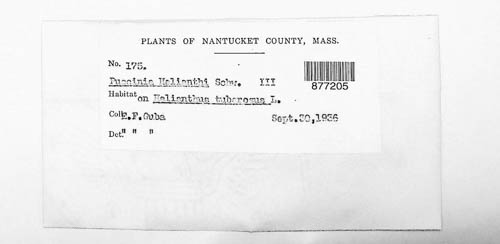 PLANTS OF NANTUCKET COUNTY, MASS.
No. 175.
Puccinia Helianthi Schw. III
877205
Habitat on Helianthus tuberosus L.
Coll. E.F.Guba Sept.20,1936
Det. " " "